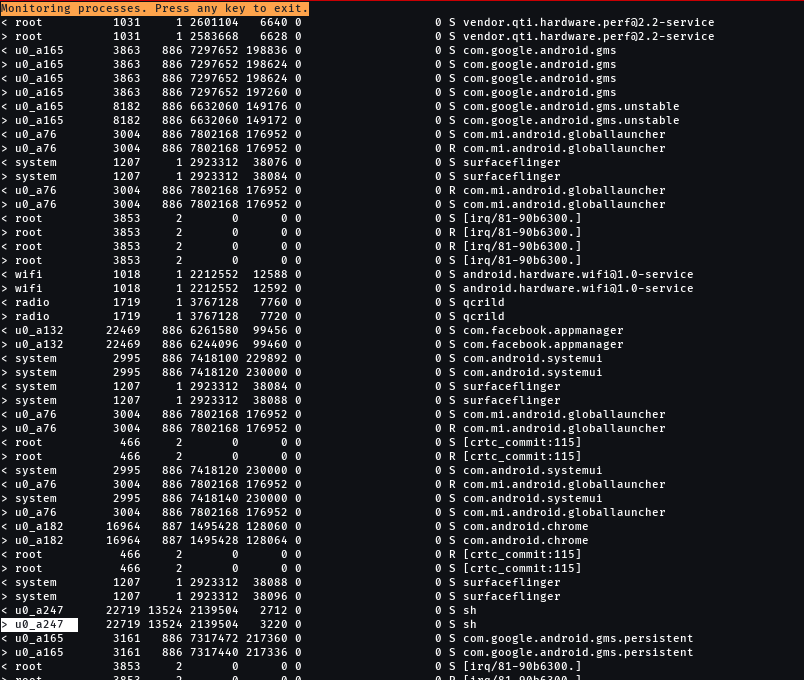 Monitoring processes. Press any key to exit.
< root 1031 1 2601104 6640 0 0 S vendor.qti.hardware.perf@2.2-service
> root 1031 1 2583668 6628 0 0 S vendor.qti.hardware.perf@2.2-service
< u0_a165 3863 886 7297652 198836 0 0 S com.google.android.gms
> u0_a165 3863 886 7297652 198624 0 0 S com.google.android.gms
< u0_a165 3863 886 7297652 198624 0 0 S com.google.android.gms
> u0_a165 3863 886 7297652 197260 0 0 S com.google.android.gms
< u0_a165 8182 886 6632060 149176 0 0 S com.google.android.gms.unstable
> u0_a165 8182 886 6632060 149172 0 0 S com.google.android.gms.unstable
< u0_a76 3004 886 7802168 176952 0 0 S com.mi.android.globallauncher
> u0_a76 3004 886 7802168 176952 0 0 R com.mi.android.globallauncher
< system 1207 1 2923312 38076 0 0 S surfaceflinger
> system 1207 1 2923312 38084 0 0 S surfaceflinger
< u0_a76 3004 886 7802168 176952 0 0 R com.mi.android.globallauncher
> u0_a76 3004 886 7802168 176952 0 0 S com.mi.android.globallauncher
< root 3853 2 0 0 0 0 S [irq/81-90b6300.]
> root 3853 2 0 0 0 0 R [irq/81-90b6300.]
< root 3853 2 0 0 0 0 R [irq/81-90b6300.]
> root 3853 2 0 0 0 0 S [irq/81-90b6300.]
< wifi 1018 1 2212552 12588 0 0 S android.hardware.wifi@1.0-service
> wifi 1018 1 2212552 12592 0 0 S android.hardware.wifi@1.0-service
< radio 1719 1 3767128 7760 0 0 S qcrild
> radio 1719 1 3767128 7720 0 0 S qcrild
< u0_a132 22469 886 6261580 99456 0 0 S com.facebook.appmanager
> u0_a132 22469 886 6244096 99460 0 0 S com.facebook.appmanager
< system 2995 886 7418100 229892 0 0 S com.android.systemui
> system 2995 886 7418120 230000 0 0 S com.android.systemui
< system 1207 1 2923312 38084 0 0 S surfaceflinger
> system 1207 1 2923312 38088 0 0 S surfaceflinger
< u0_a76 3004 886 7802168 176952 0 0 S com.mi.android.globallauncher
> u0_a76 3004 886 7802168 176952 0 0 R com.mi.android.globallauncher
< root 466 2 0 0 0 0 S [crtc_commit:115]
> root 466 2 0 0 0 0 R [crtc_commit:115]
< system 2995 886 7418120 230000 0 0 S com.android.systemui
< u0_a76 3004 886 7802168 176952 0 0 R com.mi.android.globallauncher
> system 2995 886 7418140 230000 0 0 S com.android.systemui
> u0_a76 3004 886 7802168 176952 0 0 S com.mi.android.globallauncher
< u0_a182 16964 887 1495428 128060 0 0 S com.android.chrome
> u0_a182 16964 887 1495428 128064 0 0 S com.android.chrome
< root 466 2 0 0 0 0 R [crtc_commit:115]
> root 466 2 0 0 0 0 S [crtc_commit:115]
< system 1207 1 2923312 38088 0 0 S surfaceflinger
> system 1207 1 2923312 38096 0 0 S surfaceflinger
< u0_a247 22719 13524 2139504 2712 0 0 S sh
> u0_a247 22719 13524 2139504 3220 0 0 S sh
< u0_a165 3161 886 7317472 217360 0 0 S com.google.android.gms.persistent
> u0_a165 3161 886 7317440 217336 0 0 S com.google.android.gms.persistent
< root 3853 2 0 0 0 0 S [irq/81-90b6300.]
> root 3853 2 0 0 0 0 R [irq/81-90b6300.]